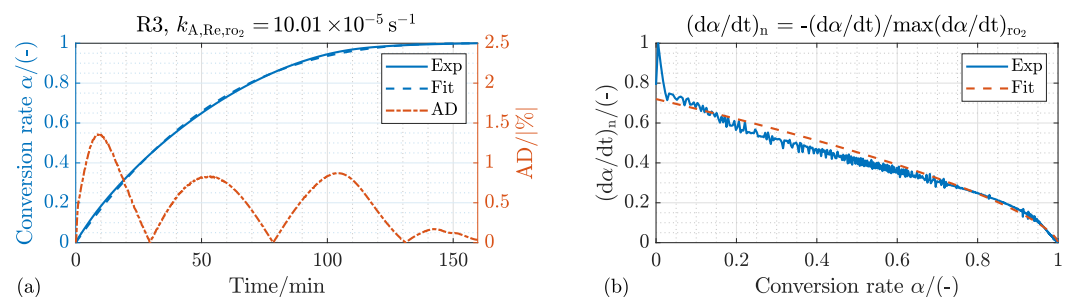 R3, k_{A,Re,ro₂} = 10.01 ×10⁻⁵ s⁻¹
Conversion rate α/(-)
1
0.8
0.6
0.4
0.2
0
Exp
Fit
AD
2.5
2
1.5
1
0.5
0
AD/|%|
0 50 100 150
Time/min
(a)
(dα/dt)ₙ = -(dα/dt)/max(dα/dt)_{ro₂}
(dα/dt)ₙ/(-)
1
0.8
0.6
0.4
0.2
0
Exp
Fit
0 0.2 0.4 0.6 0.8 1
Conversion rate α/(-)
(b)